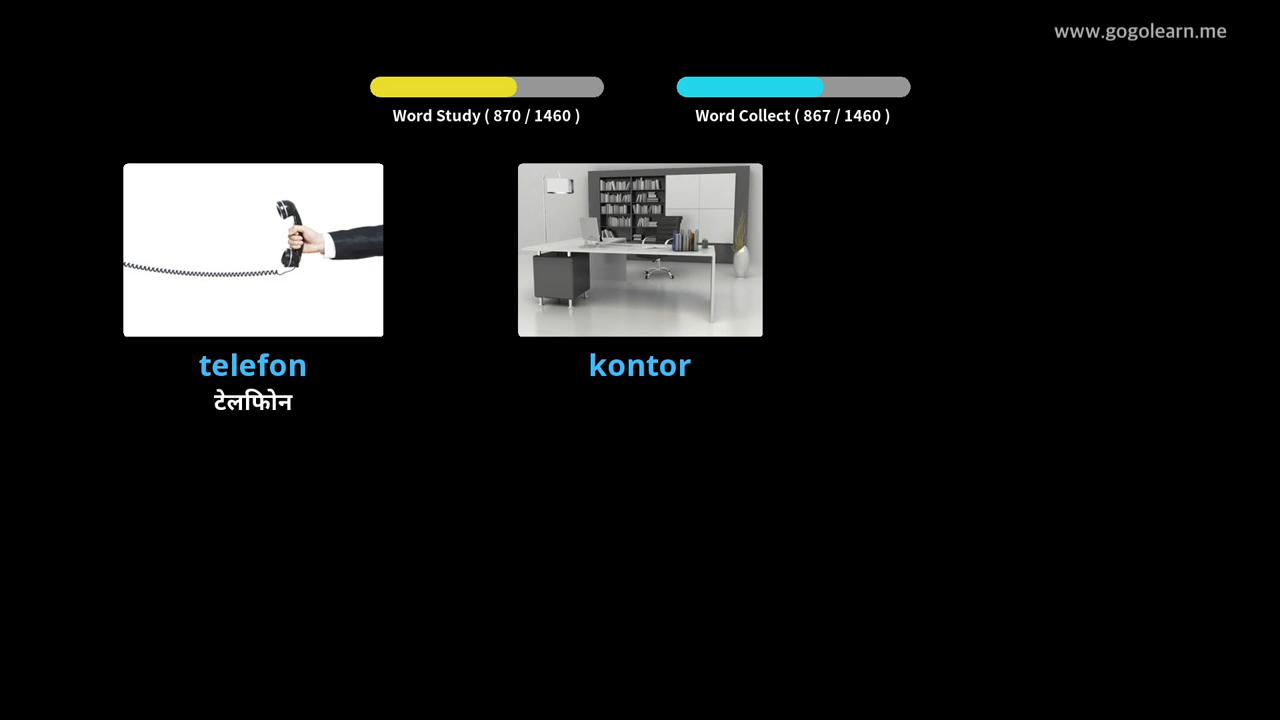 www.gogolearn.me
Word Study ( 870 / 1460 )
Word Collect ( 867 / 1460 )
telefon
kontor
टेलफिोन